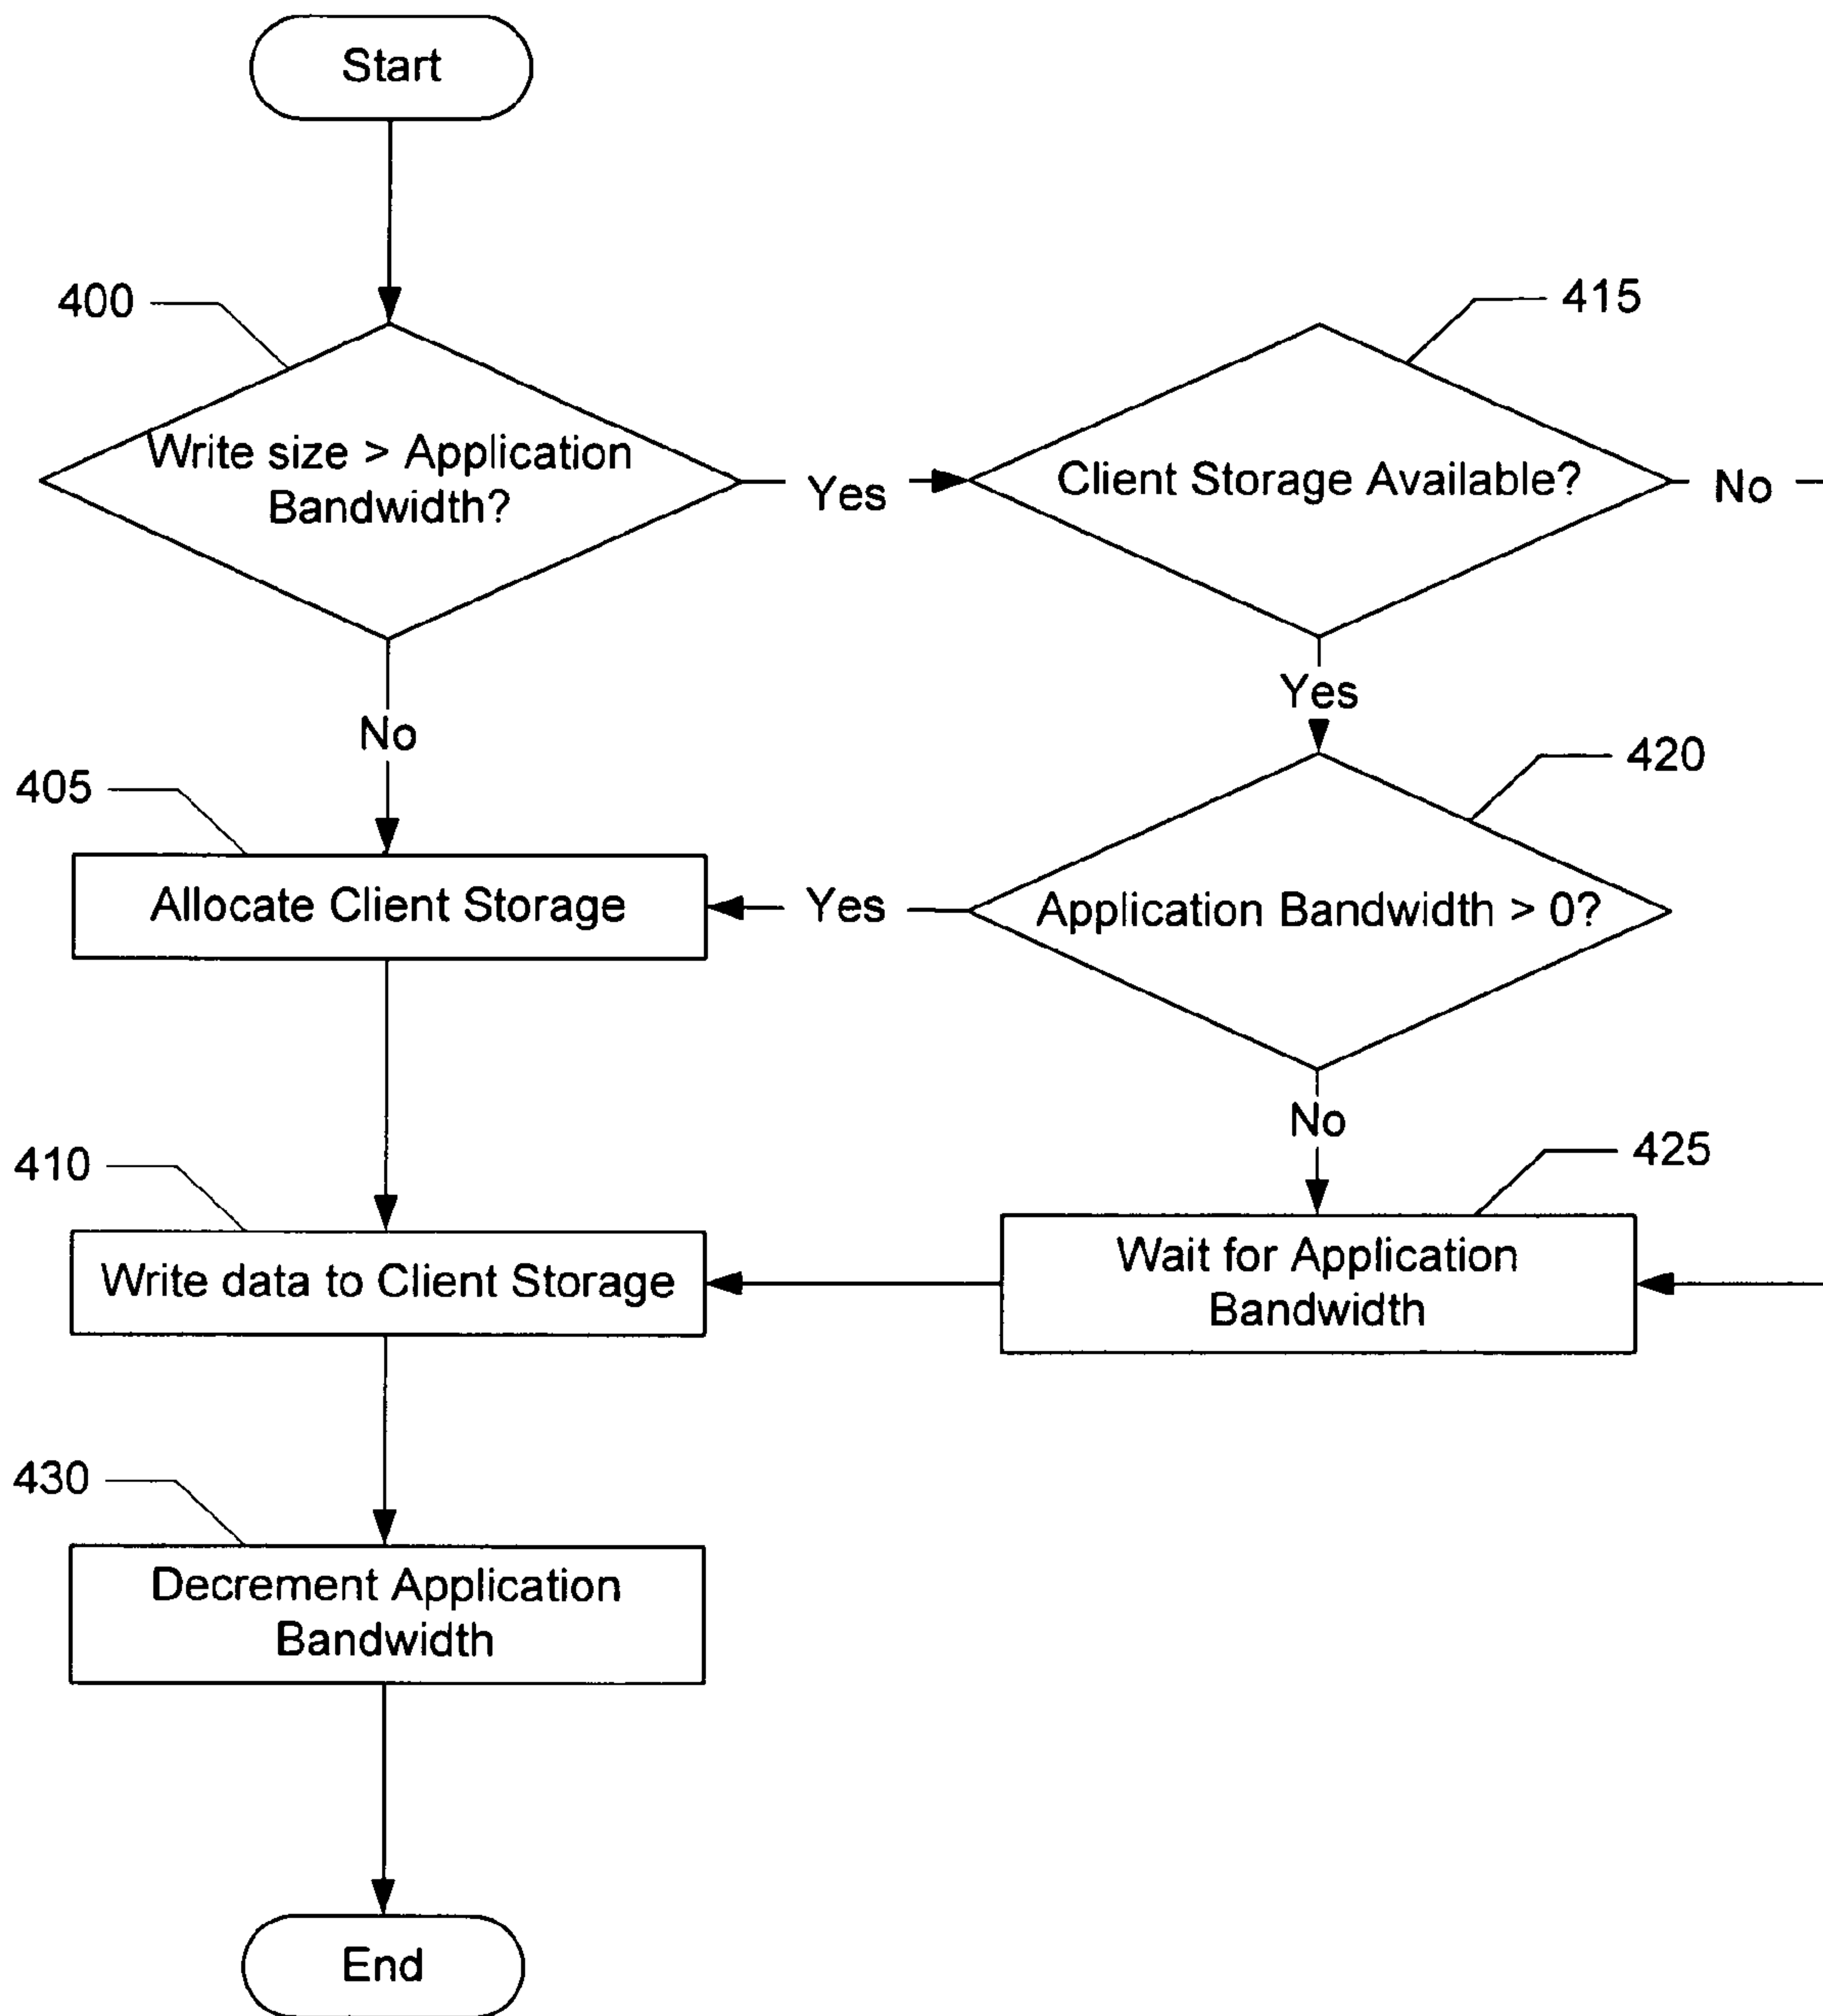 Start
400
415
Write size > Application
Bandwidth?
Yes
Client Storage Available?
No
No
Yes
405
420
Allocate Client Storage
Yes
Application Bandwidth > 0?
No
410
425
Write data to Client Storage
Wait for Application
Bandwidth
430
Decrement Application
Bandwidth
End